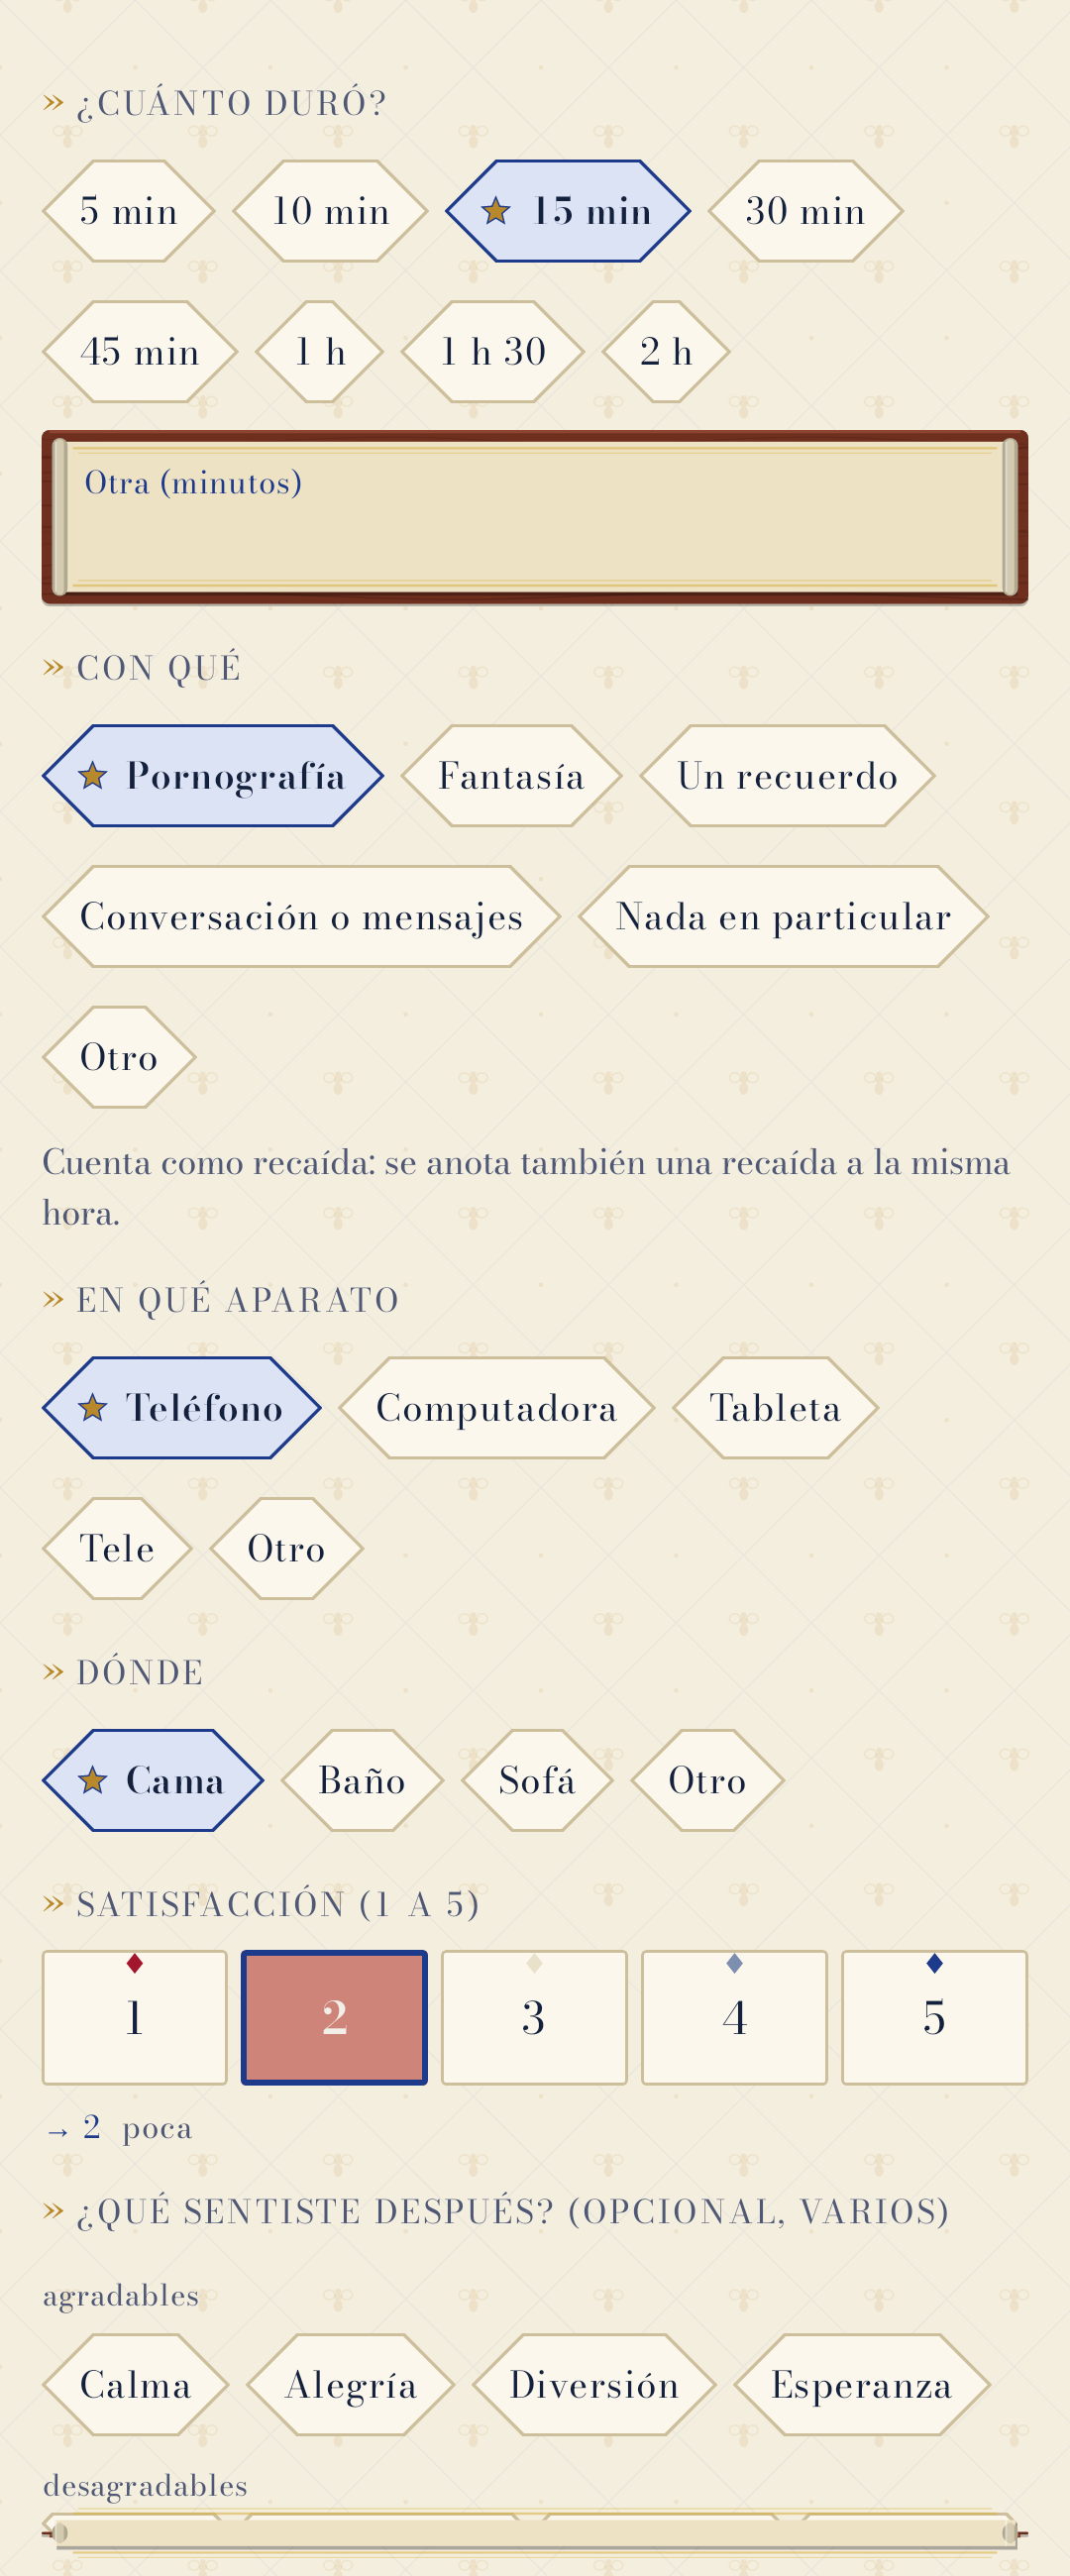 » ¿CUÁNTO DURÓ?
5 min 10 min 15 min 30 min
45 min 1 h 1 h 30 2 h
Otra (minutos)
» CON QUÉ
Pornografía Fantasía Un recuerdo
Conversación o mensajes Nada en particular
Otro
Cuenta como recaída: se anota también una recaída a la misma
hora.
» EN QUÉ APARATO
Teléfono Computadora Tableta
Tele Otro
» DÓNDE
Cama Baño Sofá Otro
» SATISFACCIÓN (1 A 5)
1 2 3 4 5
→ 2 poca
» ¿QUÉ SENTISTE DESPUÉS? (OPCIONAL, VARIOS)
agradables
Calma Alegría Diversión Esperanza
desagradables